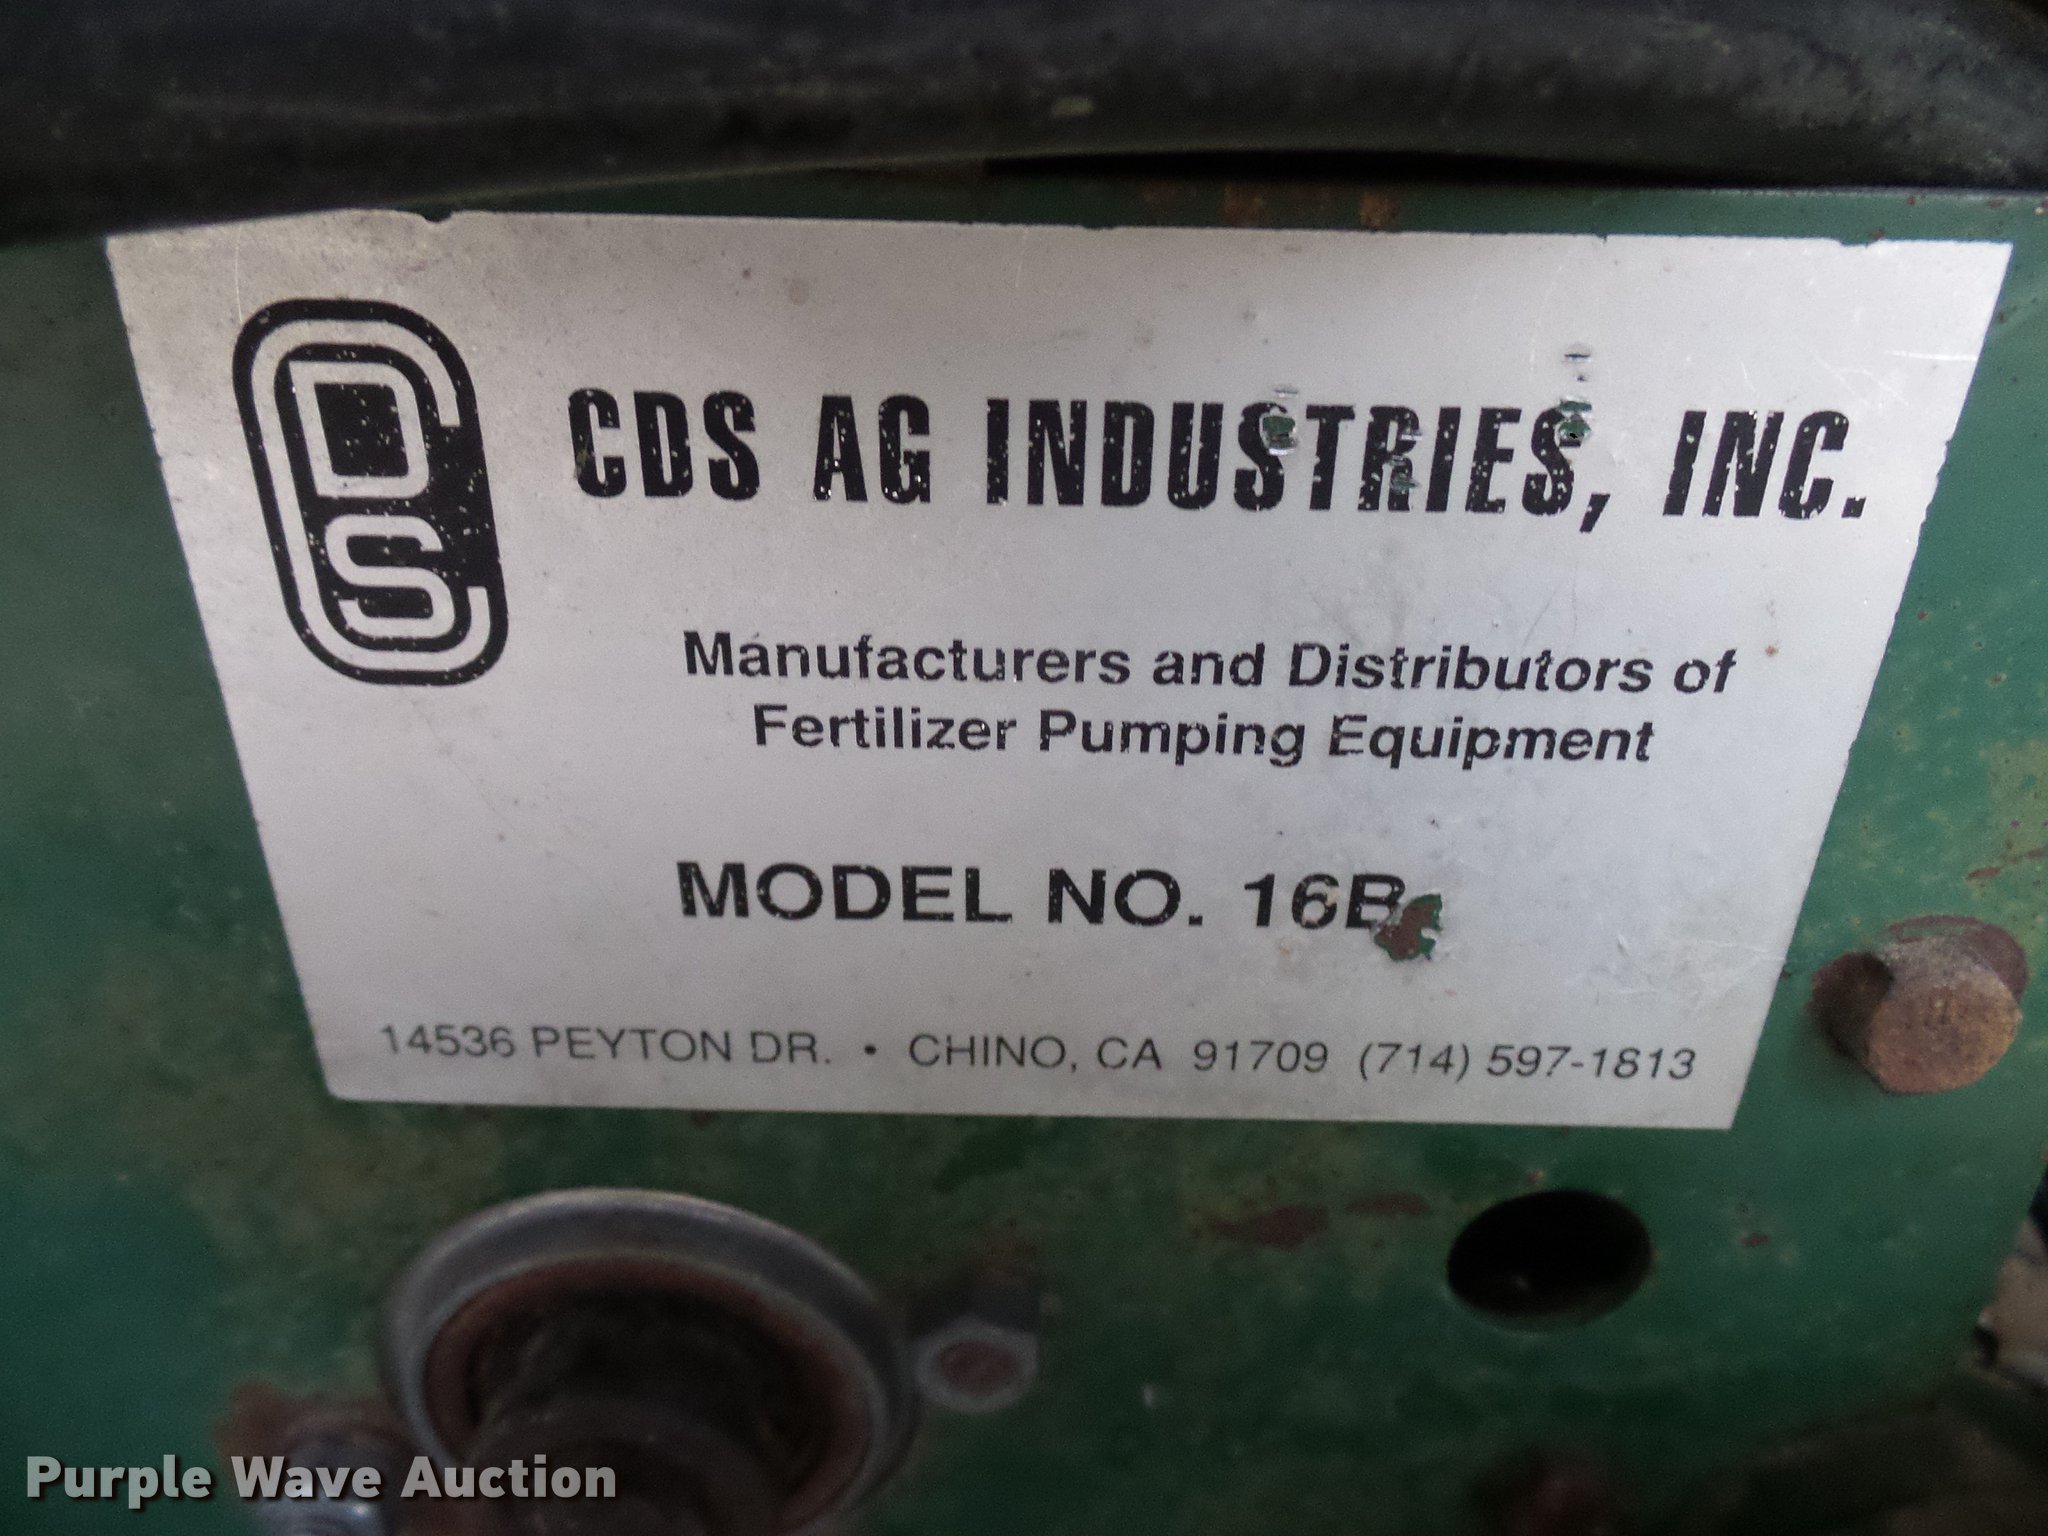 CDS
CDS AG INDUSTRIES, INC.
Manufacturers and Distributors of
Fertilizer Pumping Equipment
MODEL NO. 16B
14536 PEYTON DR. • CHINO, CA 91709 (714) 597-1813
Purple Wave Auction